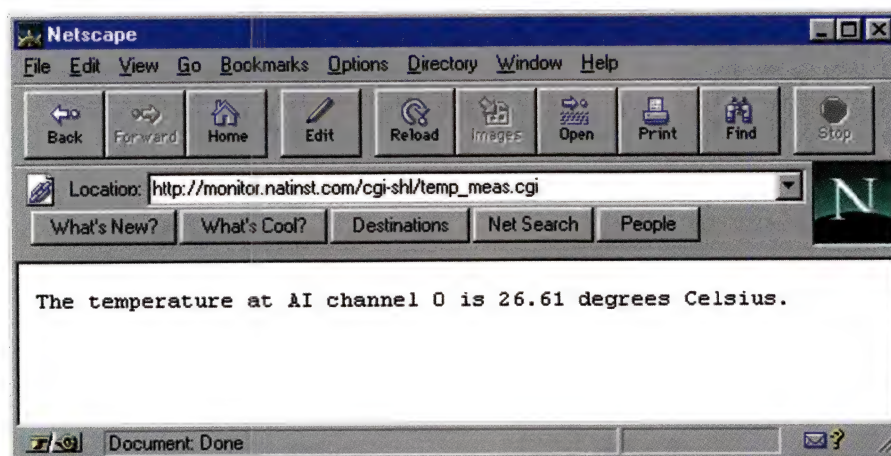 Netscape
File Edit View Go Bookmarks Options Directory Window Help
Back Forward Home Edit Reload Images Open Print Find Stop
Location: http://monitor.natinst.com/cgi-shl/temp_meas.cgi
N
What's New? What's Cool? Destinations Net Search People
The temperature at AI channel 0 is 26.61 degrees Celsius.
Document: Done
?